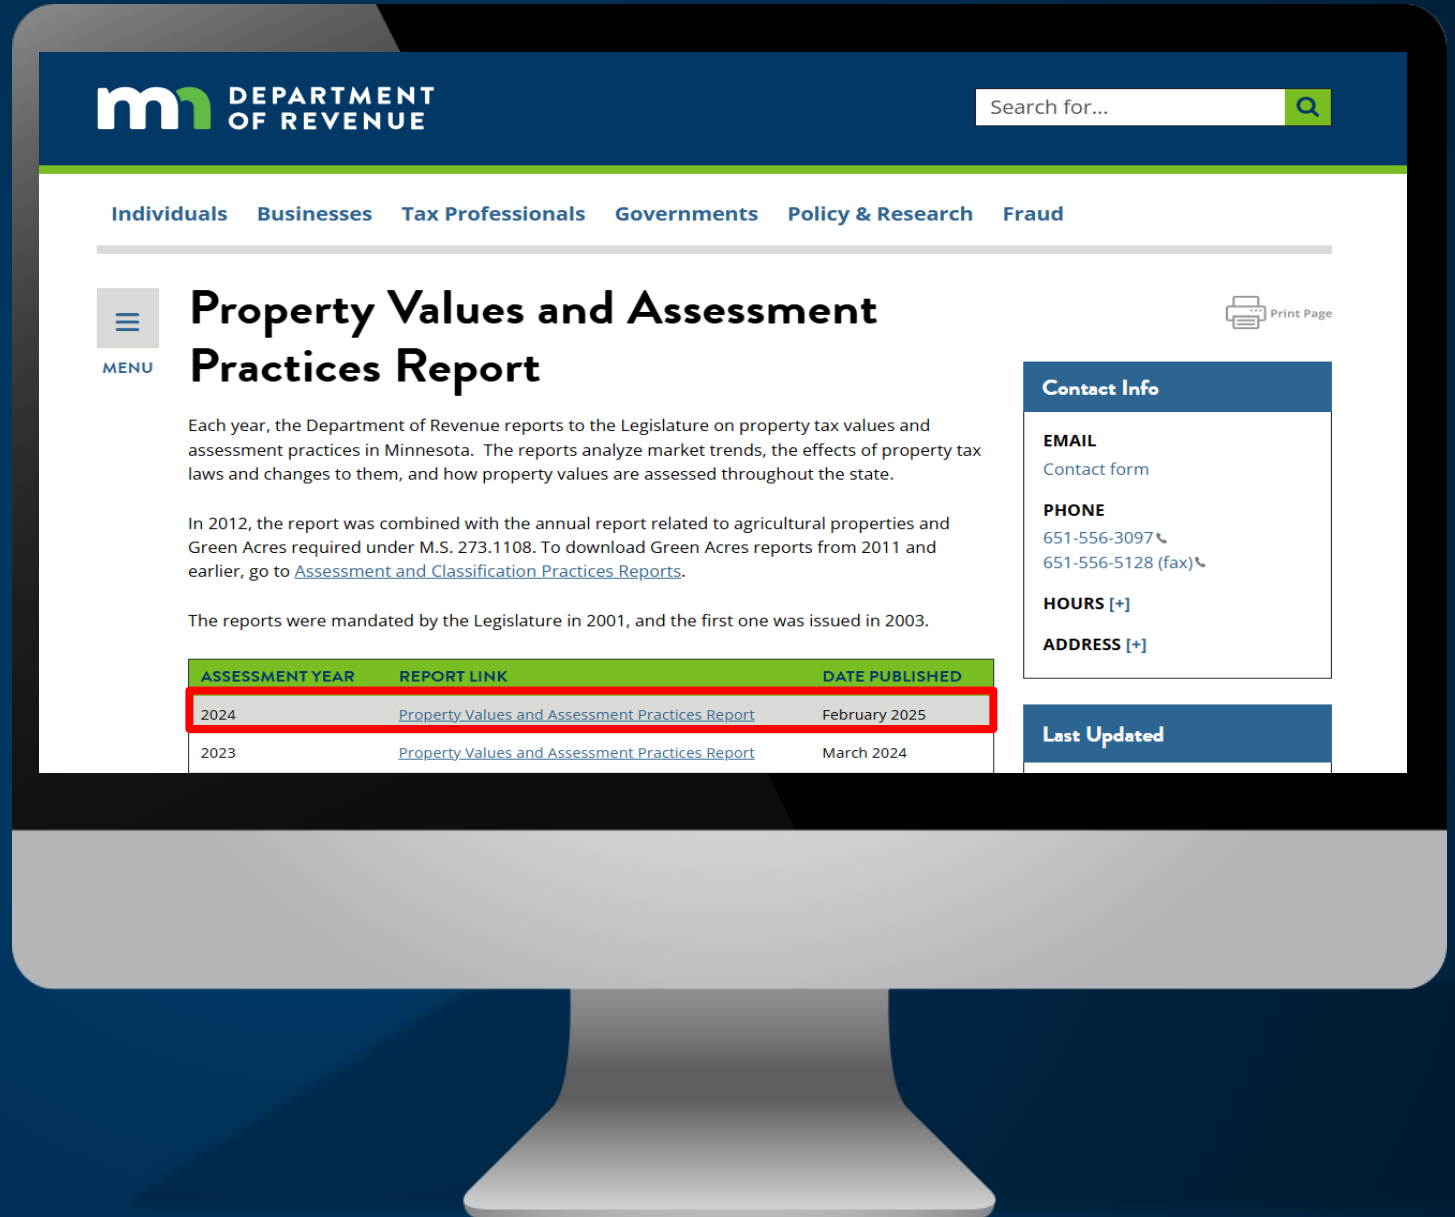 mn DEPARTMENT
OF REVENUE
Search for...
Individuals Businesses Tax Professionals Governments Policy & Research Fraud
MENU
Property Values and Assessment
Practices Report
Print Page
Each year, the Department of Revenue reports to the Legislature on property tax values and
assessment practices in Minnesota.  The reports analyze market trends, the effects of property tax
laws and changes to them, and how property values are assessed throughout the state.
In 2012, the report was combined with the annual report related to agricultural properties and
Green Acres required under M.S. 273.1108. To download Green Acres reports from 2011 and
earlier, go to Assessment and Classification Practices Reports.
The reports were mandated by the Legislature in 2001, and the first one was issued in 2003.
ASSESSMENT YEAR REPORT LINK DATE PUBLISHED
2024 Property Values and Assessment Practices Report February 2025
2023 Property Values and Assessment Practices Report March 2024
Contact Info
EMAIL
Contact form
PHONE
651-556-3097
651-556-5128 (fax)
HOURS [+]
ADDRESS [+]
Last Updated